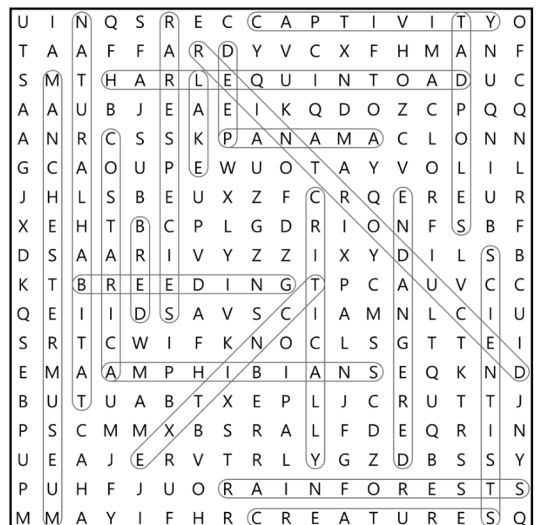 U I N Q S R E C C A P T I V I T Y O
T A A F F A R D Y V C X F H M A N F
S M T H A R L E Q U I N T O A D U C
A A U B J E A E I K Q D O Z C P Q Q
A N R C S S K P A N A M A C L O N N
G C A O U P E W U O T A Y V O L I L
J H L S B E U X Z F C R Q E R E U R
X E H T B C P L G D R I O N F S B F
D S A A R I V Y Z Z I X Y D I L S B
K T B R E E D I N G T P C A U V C C
Q E I I D S A V S C I A M N L C I U
S R T C W I F K N O C L S G T T E I
E M A A M P H I B I A N S E Q K N D
B U T U A B T X E P L J C R U T T J
P S C M M X B S R A L F D E Q R I N
U E A J E R V T R L Y G Z D B S S Y
P U H F J U O R A I N F O R E S T S
M M A Y I F H R C R E A T U R E S Q